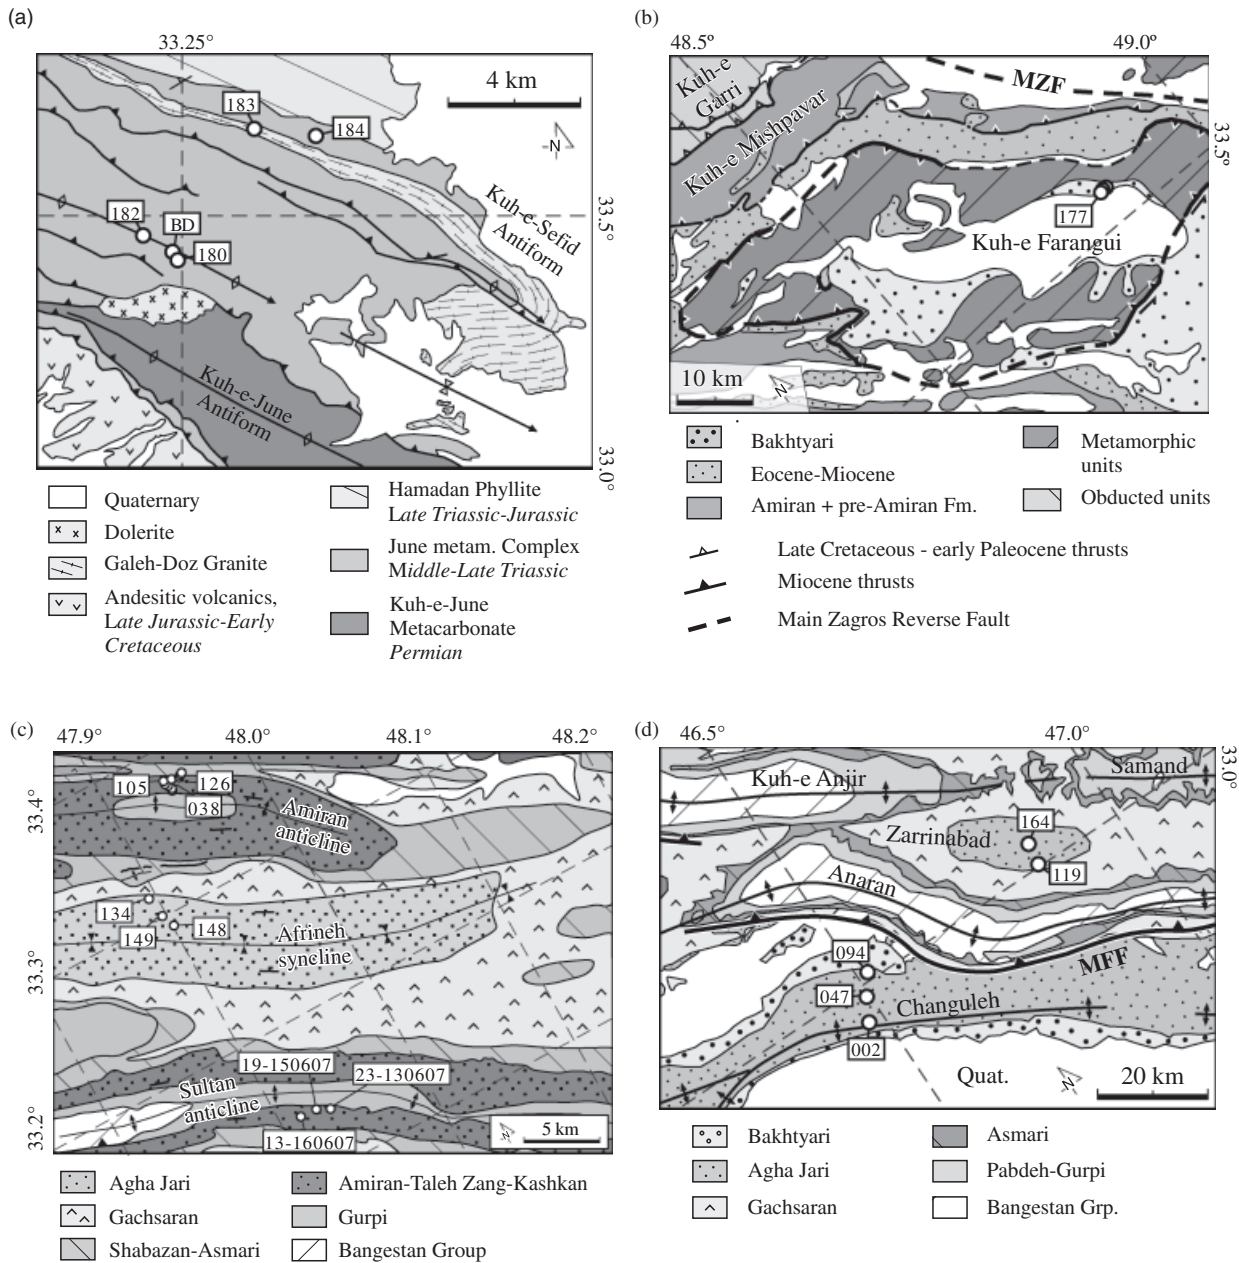 (a)
33.25°
4 km
183
184
N
182
BD
180
Kuh-e-Sefid
Antiform
33.5°
Kuh-e-June
Antiform
33.0°
Quaternary
Dolerite
Galeh-Doz Granite
Andesitic volcanics,
Late Jurassic-Early
Cretaceous
Hamadan Phyllite
Late Triassic-Jurassic
June metam. Complex
Middle-Late Triassic
Kuh-e-June
Metacarbonate
Permian
(b)
48.5°
49.0°
Kuh-e
Garri
Kuh-e Mishpavar
MZF
33.5°
177
Kuh-e Farangui
10 km
N
Bakhtyari
Eocene-Miocene
Amiran + pre-Amiran Fm.
Metamorphic
units
Obducted units
Late Cretaceous - early Paleocene thrusts
Miocene thrusts
Main Zagros Reverse Fault
(c)
47.9°
48.0°
48.1°
48.2°
33.4°
33.3°
33.2°
105
126
038
Amiran
anticline
134
149
148
Afrineh
syncline
19-150607
23-130607
Sultan
anticline
13-160607
N
5 km
Agha Jari
Gachsaran
Shabazan-Asmari
Amiran-Taleh Zang-Kashkan
Gurpi
Bangestan Group
(d)
46.5°
47.0°
33.0°
Kuh-e Anjir
Samand
164
Zarrinabad
119
Anaran
094
MFF
047
Changuleh
002
Quat.
N
20 km
Bakhtyari
Agha Jari
Gachsaran
Asmari
Pabdeh-Gurpi
Bangestan Grp.